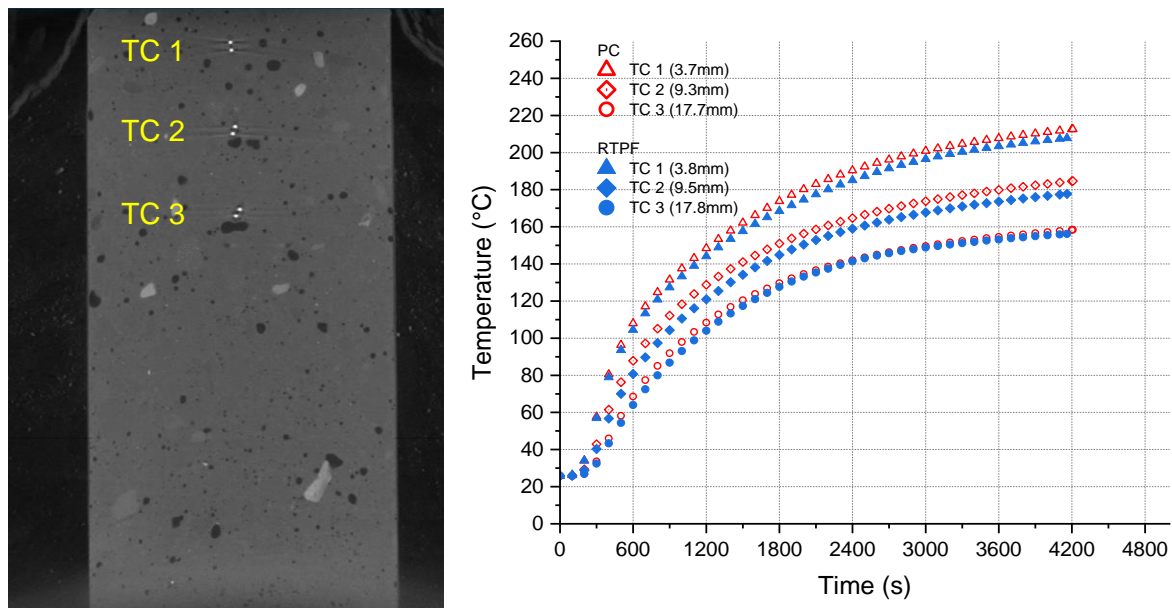 TC 1
TC 2
TC 3
PC
TC 1 (3.7mm)
TC 2 (9.3mm)
TC 3 (17.7mm)
RTPF
TC 1 (3.8mm)
TC 2 (9.5mm)
TC 3 (17.8mm)
Temperature (°C)
260
240
220
200
180
160
140
120
100
80
60
40
20
0
0 600 1200 1800 2400 3000 3600 4200 4800
Time (s)